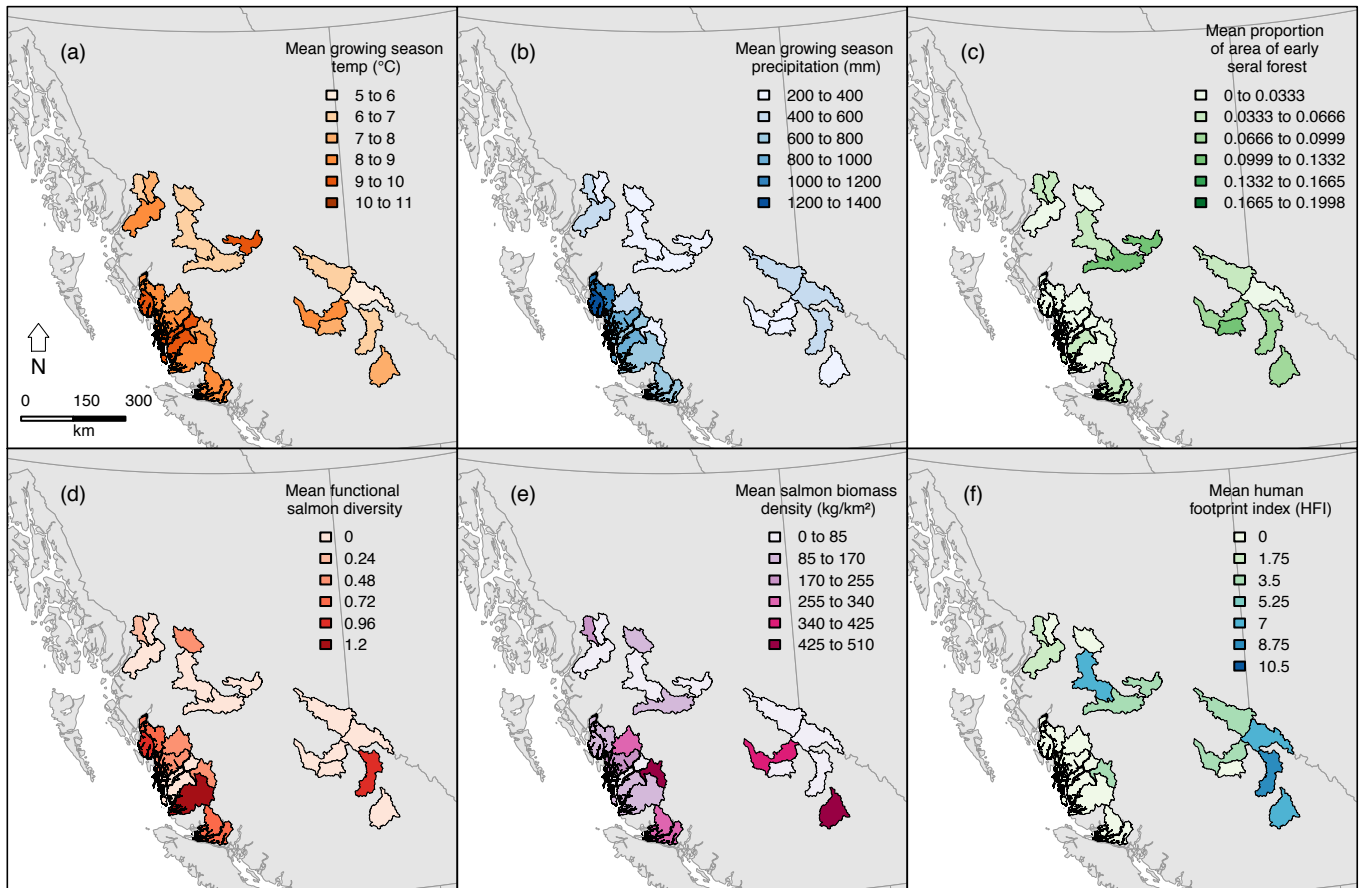 (a)
Mean growing season
temp (°C)
5 to 6
6 to 7
7 to 8
8 to 9
9 to 10
10 to 11
N
0 150 300
km
(b)
Mean growing season
precipitation (mm)
200 to 400
400 to 600
600 to 800
800 to 1000
1000 to 1200
1200 to 1400
(c)
Mean proportion
of area of early
seral forest
0 to 0.0333
0.0333 to 0.0666
0.0666 to 0.0999
0.0999 to 0.1332
0.1332 to 0.1665
0.1665 to 0.1998
(d)
Mean functional
salmon diversity
0
0.24
0.48
0.72
0.96
1.2
(e)
Mean salmon biomass
density (kg/km²)
0 to 85
85 to 170
170 to 255
255 to 340
340 to 425
425 to 510
(f)
Mean human
footprint index (HFI)
0
1.75
3.5
5.25
7
8.75
10.5